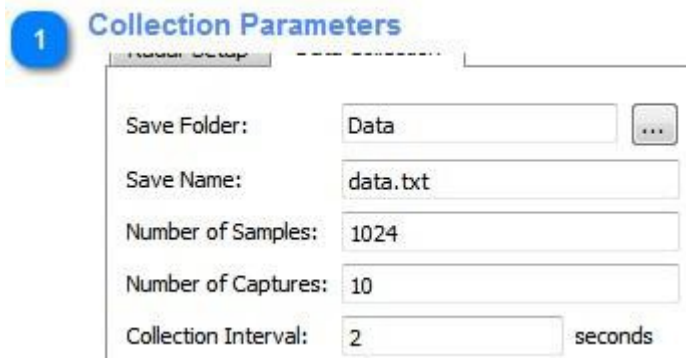 1 Collection Parameters
Save Folder: Data ...
Save Name: data.txt
Number of Samples: 1024
Number of Captures: 10
Collection Interval: 2 seconds